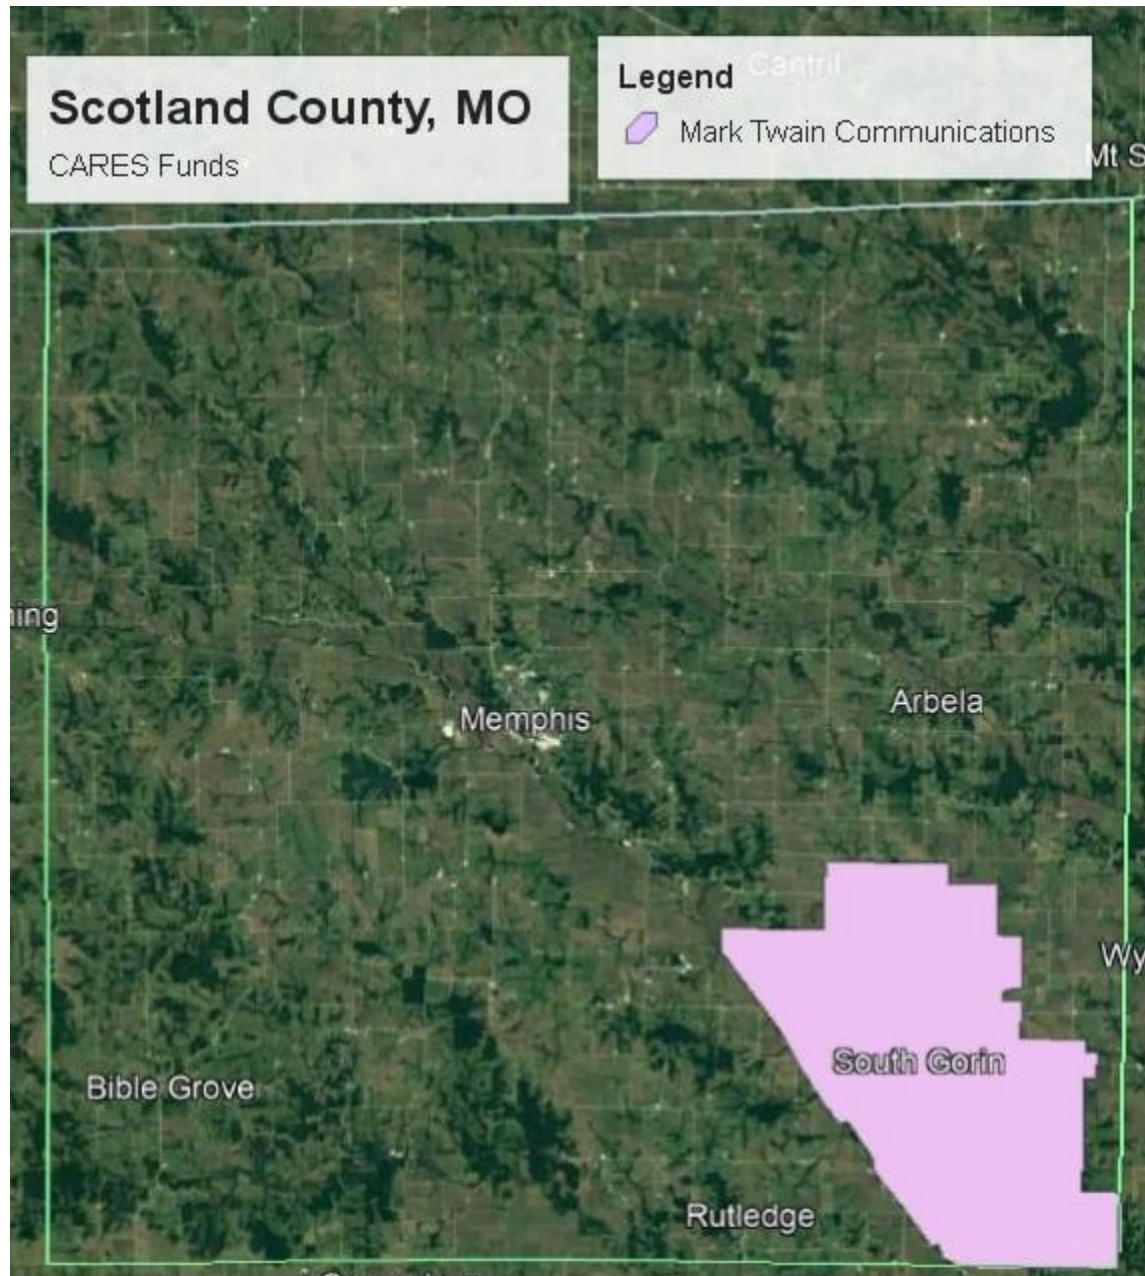 Scotland County, MO
CARES Funds
Legend
Mark Twain Communications
Cantril
Mt S
ning
Memphis
Arbela
Wy
South Gorin
Bible Grove
Rutledge